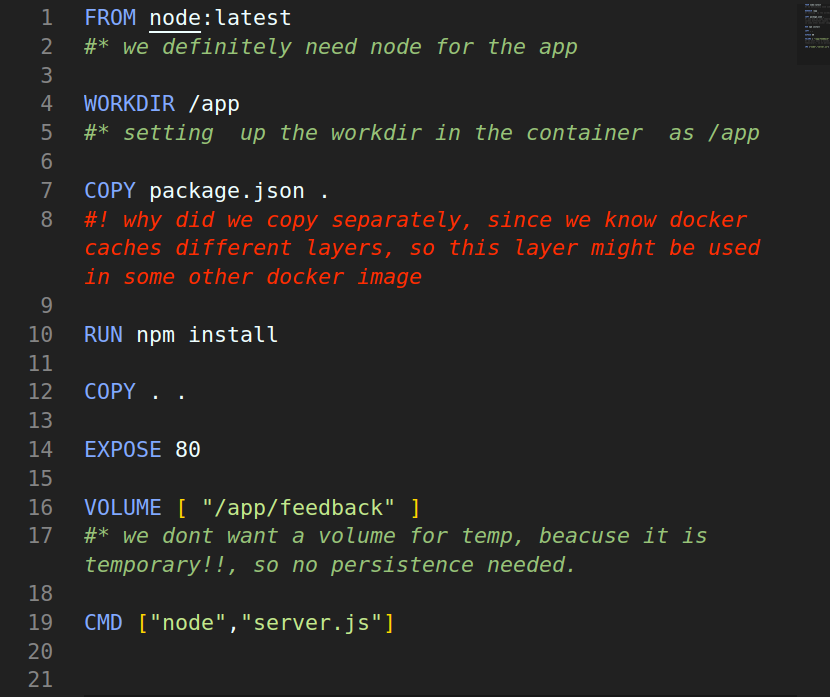 1 FROM node:latest
2 #* we definitely need node for the app
3
4 WORKDIR /app
5 #* setting  up the workdir in the container  as /app
6
7 COPY package.json .
8 #! why did we copy separately, since we know docker
caches different layers, so this layer might be used
in some other docker image
9
10 RUN npm install
11
12 COPY . .
13
14 EXPOSE 80
15
16 VOLUME [ "/app/feedback" ]
17 #* we dont want a volume for temp, beacuse it is
temporary!!, so no persistence needed.
18
19 CMD ["node","server.js"]
20
21